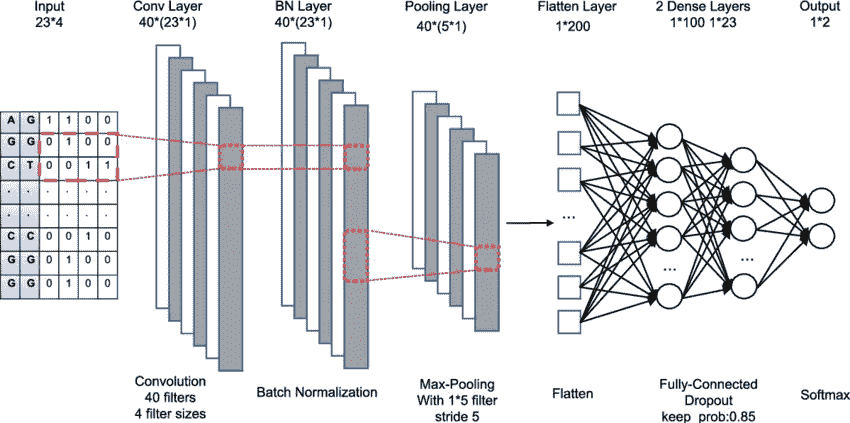 Input
23*4
Conv Layer
40*(23*1)
BN Layer
40*(23*1)
Pooling Layer
40*(5*1)
Flatten Layer
1*200
2 Dense Layers
1*100 1*23
Output
1*2
A G 1 1 0 0
G G 0 1 0 0
C T 0 0 1 1
. . . . . .
. . . . . .
C C 0 0 1 0
G G 0 1 0 0
G G 0 1 0 0
...
...
...
Convolution
40 filters
4 filter sizes
Batch Normalization
Max-Pooling
With 1*5 filter
stride 5
Flatten
Fully-Connected
Dropout
keep_prob:0.85
Softmax